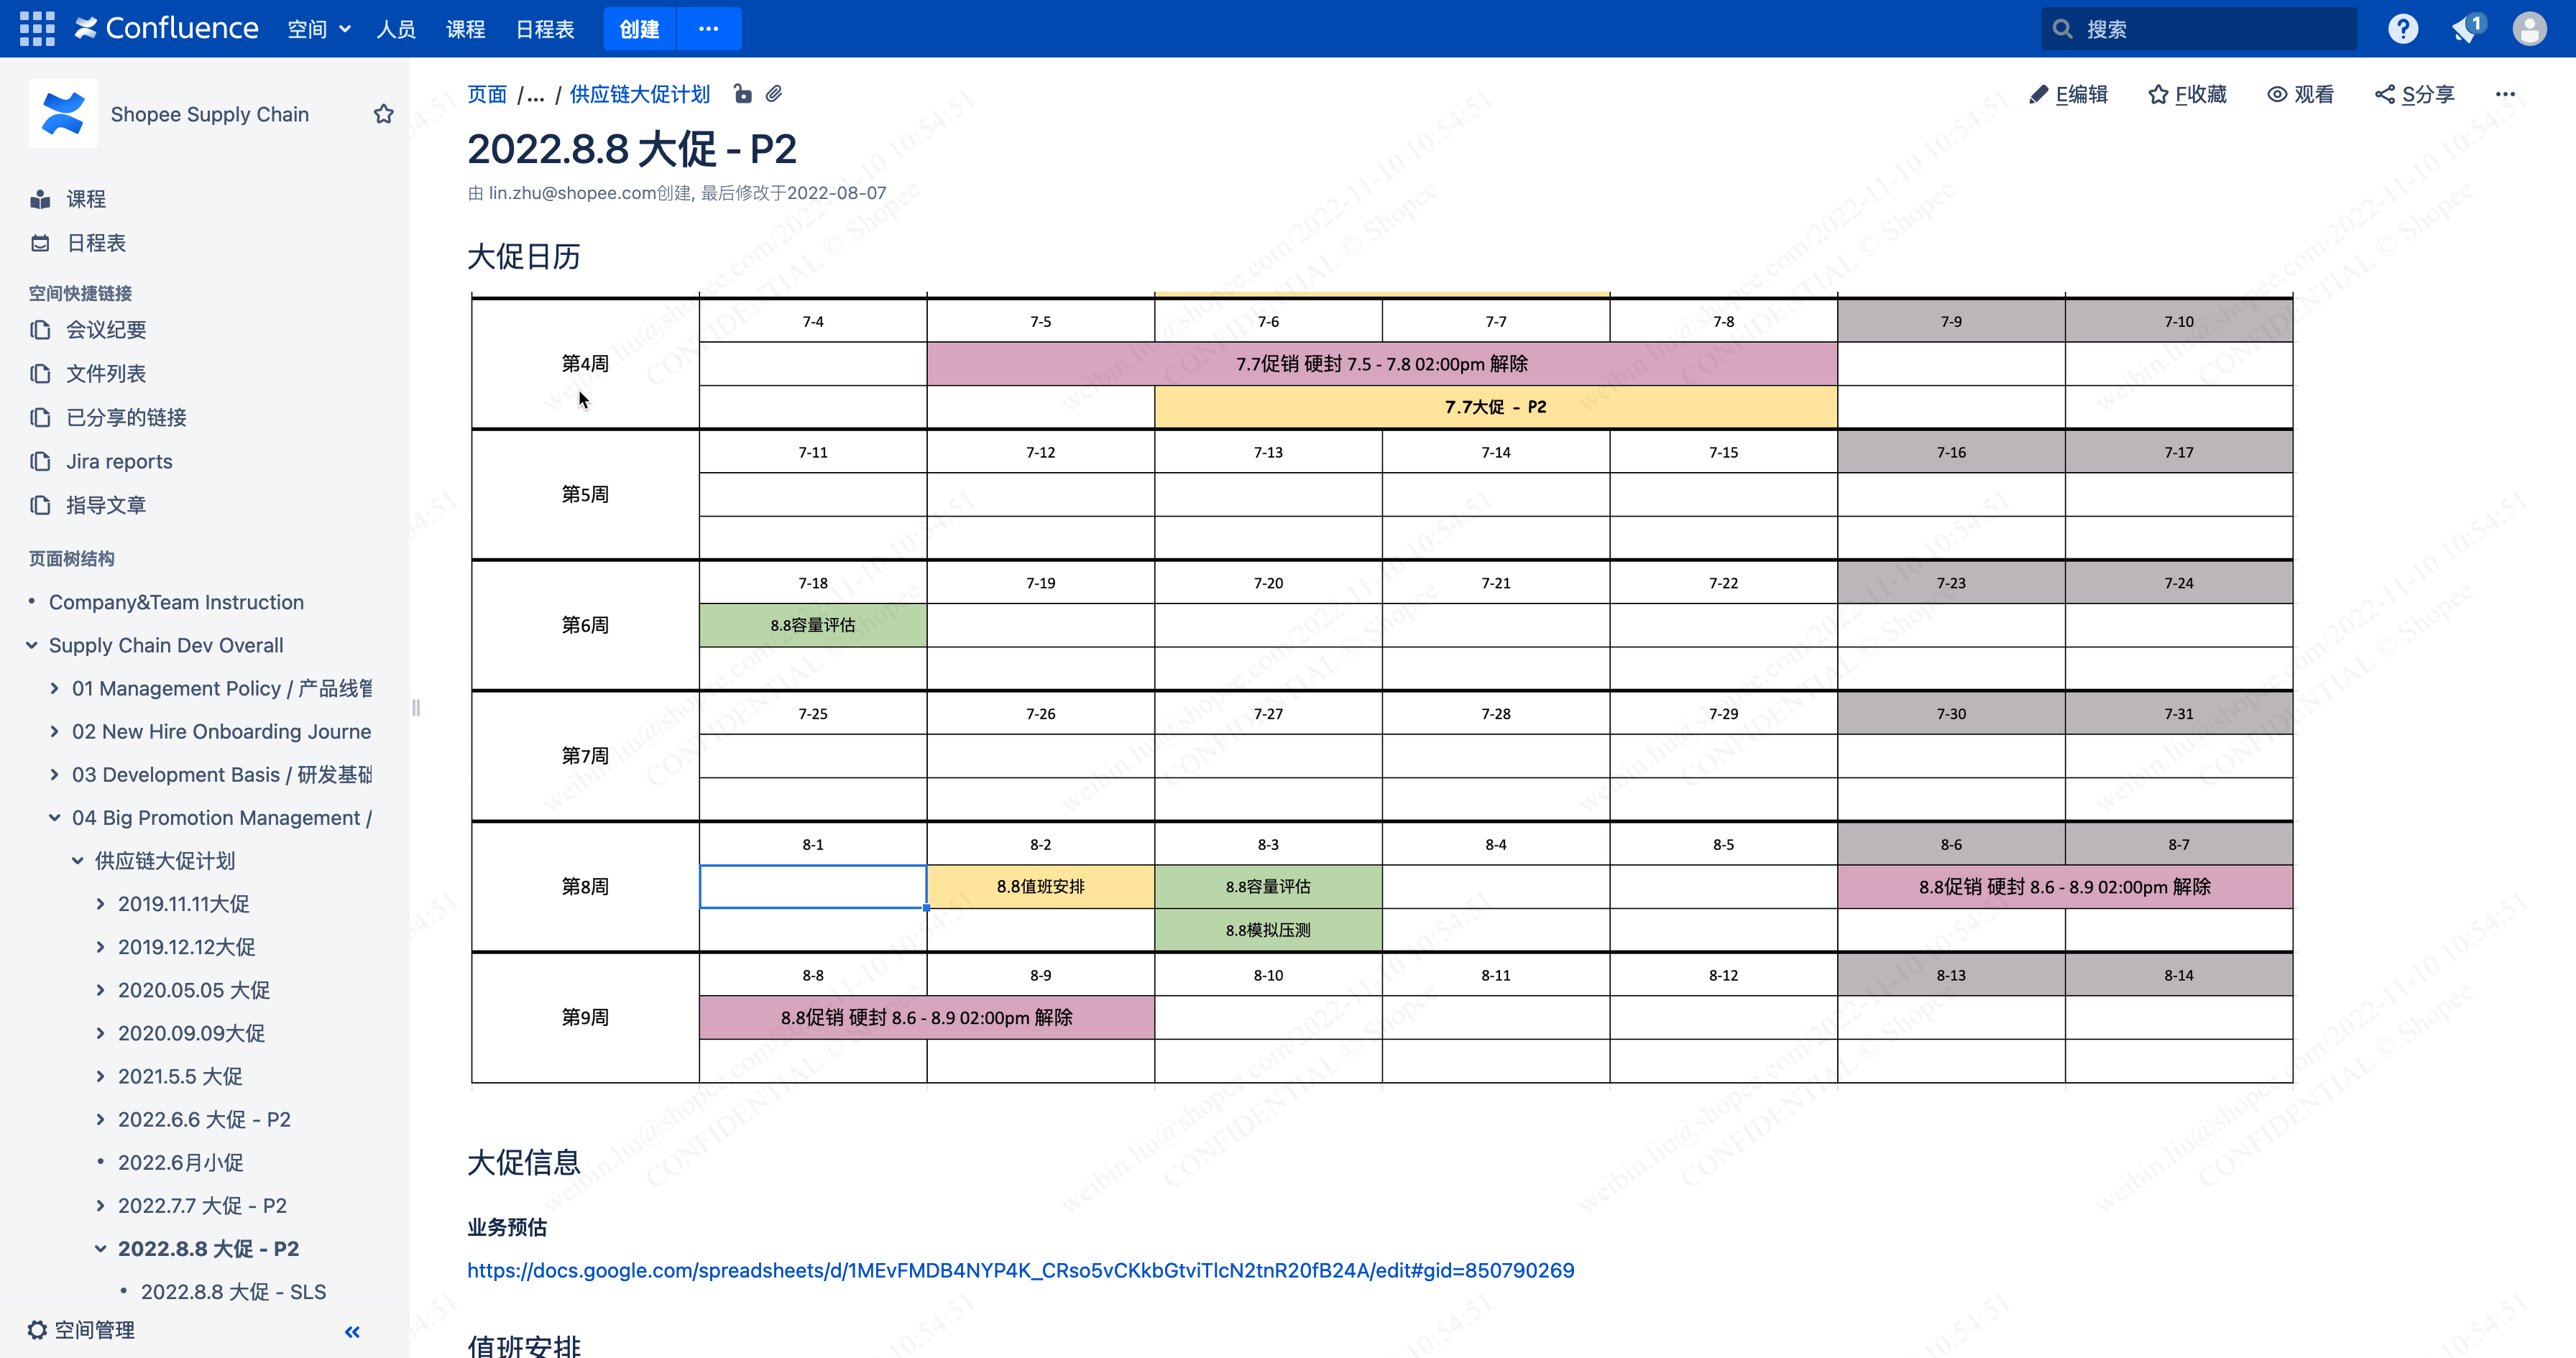 Confluence 空间 人员 课程 日程表 创建 ··· 搜索 1
Shopee Supply Chain
课程
日程表
空间快捷链接
会议纪要
文件列表
已分享的链接
Jira reports
指导文章
页面树结构
• Company&Team Instruction
Supply Chain Dev Overall
01 Management Policy / 产品线管
02 New Hire Onboarding Journe
03 Development Basis / 研发基础
04 Big Promotion Management /
供应链大促计划
2019.11.11大促
2019.12.12大促
2020.05.05 大促
2020.09.09大促
2021.5.5 大促
2022.6.6 大促 - P2
• 2022.6月小促
2022.7.7 大促 - P2
2022.8.8 大促 - P2
• 2022.8.8 大促 - SLS
空间管理 «
页面 /... / 供应链大促计划
E编辑 F收藏 观看 S分享 ···
2022.8.8 大促 - P2
由 lin.zhu@shopee.com创建, 最后修改于2022-08-07
大促日历
第4周 7-4 7-5 7-6 7-7 7-8 7-9 7-10
7.7促销 硬封 7.5 - 7.8 02:00pm 解除
7.7大促 - P2
第5周 7-11 7-12 7-13 7-14 7-15 7-16 7-17
第6周 7-18 7-19 7-20 7-21 7-22 7-23 7-24
8.8容量评估
第7周 7-25 7-26 7-27 7-28 7-29 7-30 7-31
第8周 8-1 8-2 8-3 8-4 8-5 8-6 8-7
8.8值班安排 8.8容量评估 8.8促销 硬封 8.6 - 8.9 02:00pm 解除
8.8模拟压测
第9周 8-8 8-9 8-10 8-11 8-12 8-13 8-14
8.8促销 硬封 8.6 - 8.9 02:00pm 解除
大促信息
业务预估
https://docs.google.com/spreadsheets/d/1MEvFMDB4NYP4K_CRso5vCKkbGtviTlcN2tnR20fB24A/edit#gid=850790269
值班安排
weibin.liu@shopee.com/2022-11-10 10:54:51
CONFIDENTIAL © Shopee